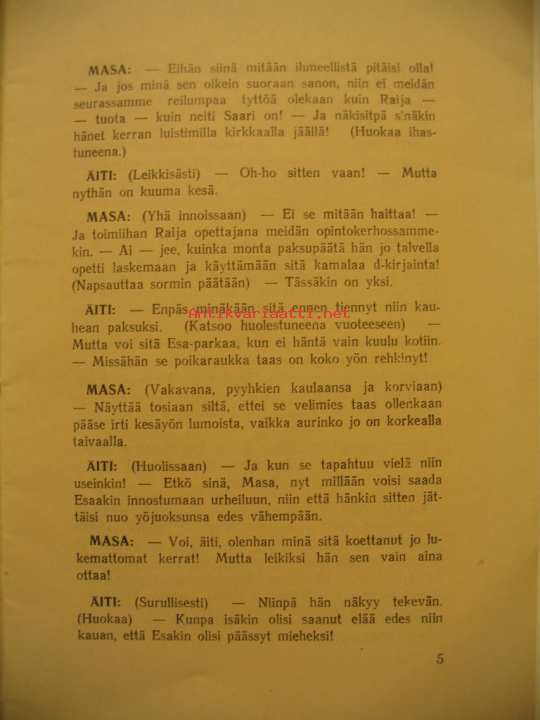 MASA: — Eihän siinä mitään ihmeellistä pitäisi olla!
— Ja jos minä sen oikein suoraan sanon, niin ei meidän
seurassamme reilumpaa tyttöä olekaan kuin Raija —
— tuota — kuin neiti Saari on! — Ja näkisitpä s'näkin
hänet kerran luistimilla kirkkaalla jäällä! (Huokaa ihas-
tuneena.)
ÄITI: (Leikkisästi) — Oh-ho sitten vaan! — Mutta
nythän on kuuma kesä.
MASA: (Yhä innoissaan) — Ei se mitään haittaa! —
Ja toimiihan Raija opettajana meidän opintokerhossamme-
kin. — Ai — jee, kuinka monta paksupäätä hän jo talvella
opetti laskemaan ja käyttämään sitä kamalaa d-kirjainta!
(Napsauttaa sormin päätään) — Tässäkin on yksi.
ÄITI: — Enpäs minäkään sitä ennen tiennyt niin kau-
hean paksuksi. (Katsoo huolestuneena vuoteeseen) —
Mutta voi sitä Esa-parkaa, kun ei häntä vain kuulu kotiin.
— Missähän se poikaraukka taas on koko yön rehkinyt!
MASA: (Vakavana, pyyhkien kaulaansa ja korviaan)
— Näyttää tosiaan siltä, ettei se velimies taas ollenkaan
pääse irti kesäyön lumoista, vaikka aurinko jo on korkealla
taivaalla.
ÄITI: (Huolissaan) — Ja kun se tapahtuu vielä niin
useinkin! — Etkö sinä, Masa, nyt millään voisi saada
Esaakin innostumaan urheiluun, niin että hänkin sitten jät-
täisi nuo yöjuoksunsa edes vähempään.
MASA: — Voi, äiti, olenhan minä sitä koettanut jo lu-
kemattomat kerrat! Mutta leikiksi hän sen vain aina
ottaa!
ÄITI: (Surullisesti) — Niinpä hän näkyy tekevän.
(Huokaa) — Kunpa isäkin olisi saanut elää edes niin
kauan, että Esakin olisi päässyt mieheksi!
5
Antikvariaatti.net